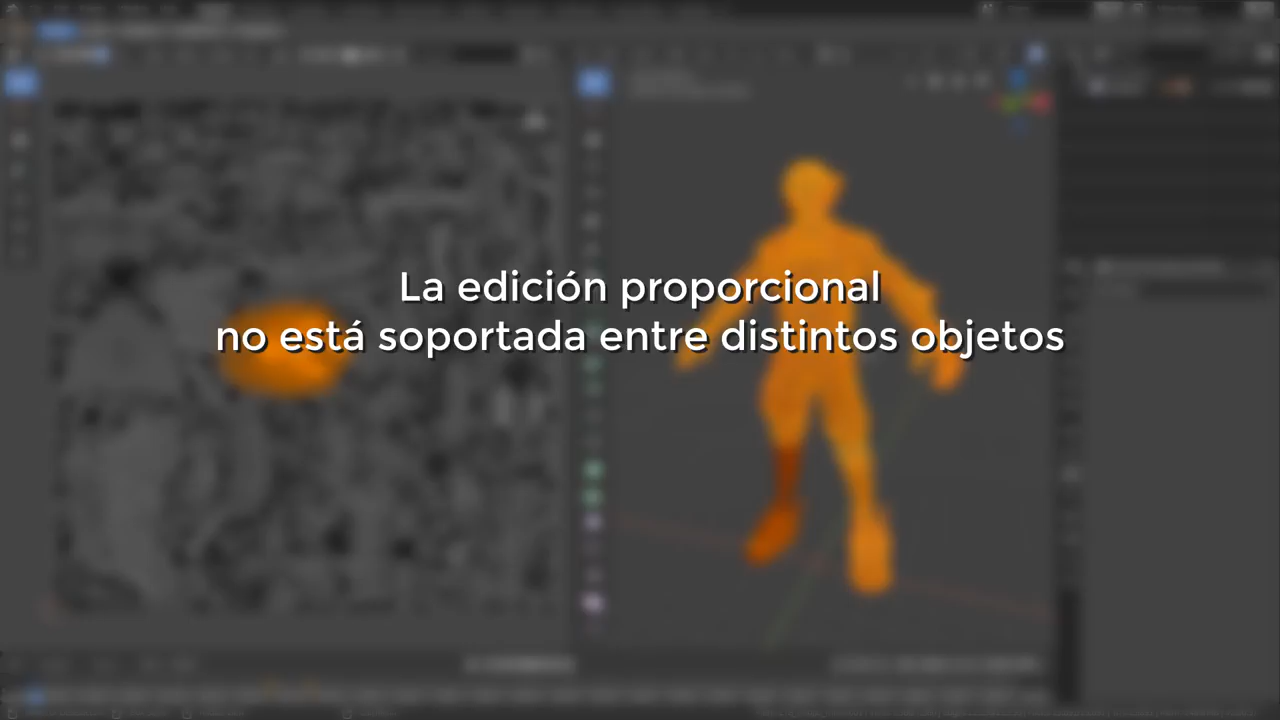 La edición proporcional
no está soportada entre distintos objetos